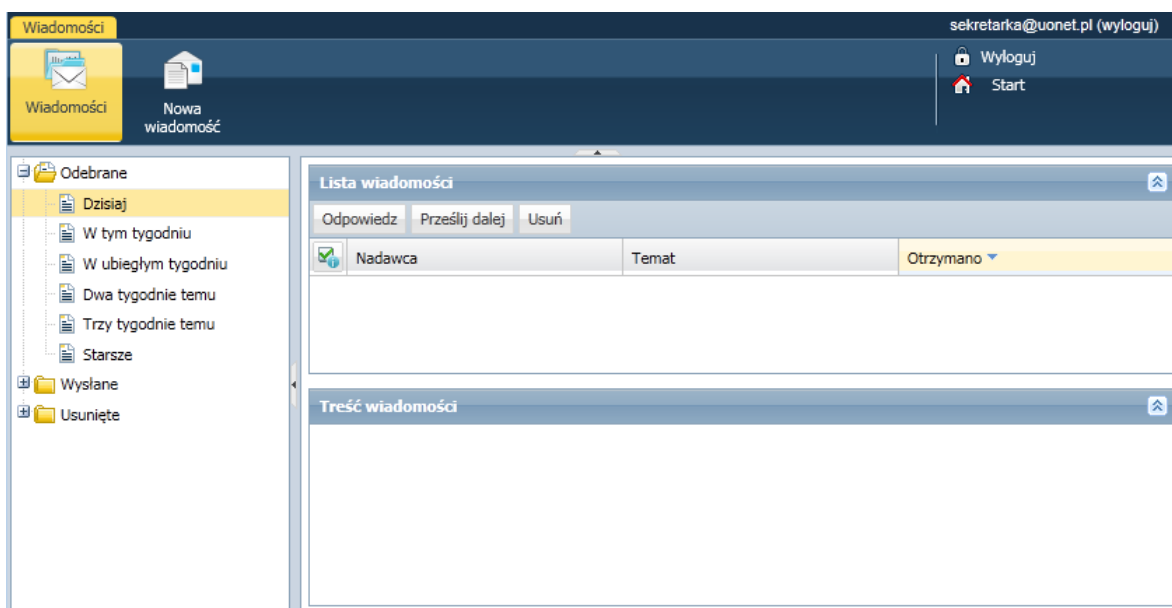 Wiadomości
sekretarka@uonet.pl (wyloguj)
Wiadomości
Nowa
wiadomość
Wyloguj
Start
Odebrane
Dzisiaj
W tym tygodniu
W ubiegłym tygodniu
Dwa tygodnie temu
Trzy tygodnie temu
Starsze
Wysłane
Usunięte
Lista wiadomości
Odpowiedz Prześlij dalej Usuń
Nadawca Temat Otrzymano
Treść wiadomości